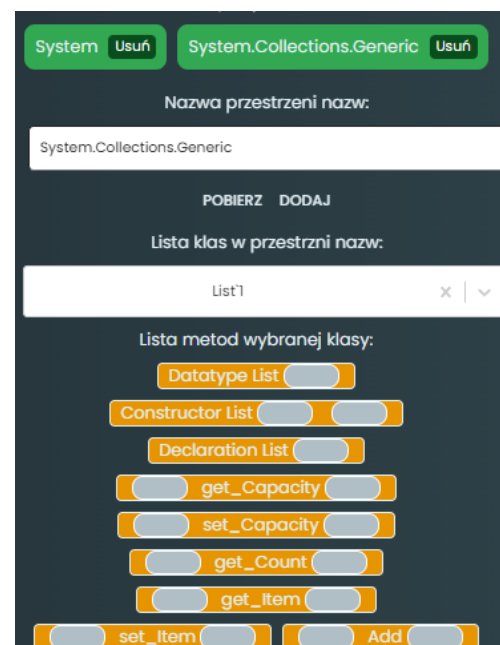 System Usuń System.Collections.Generic Usuń
Nazwa przestrzeni nazw:
System.Collections.Generic
POBIERZ DODAJ
Lista klas w przestrzni nazw:
List`1
Lista metod wybranej klasy:
Datatype List
Constructor List
Declaration List
get_Capacity
set_Capacity
get_Count
get_Item
set_Item Add